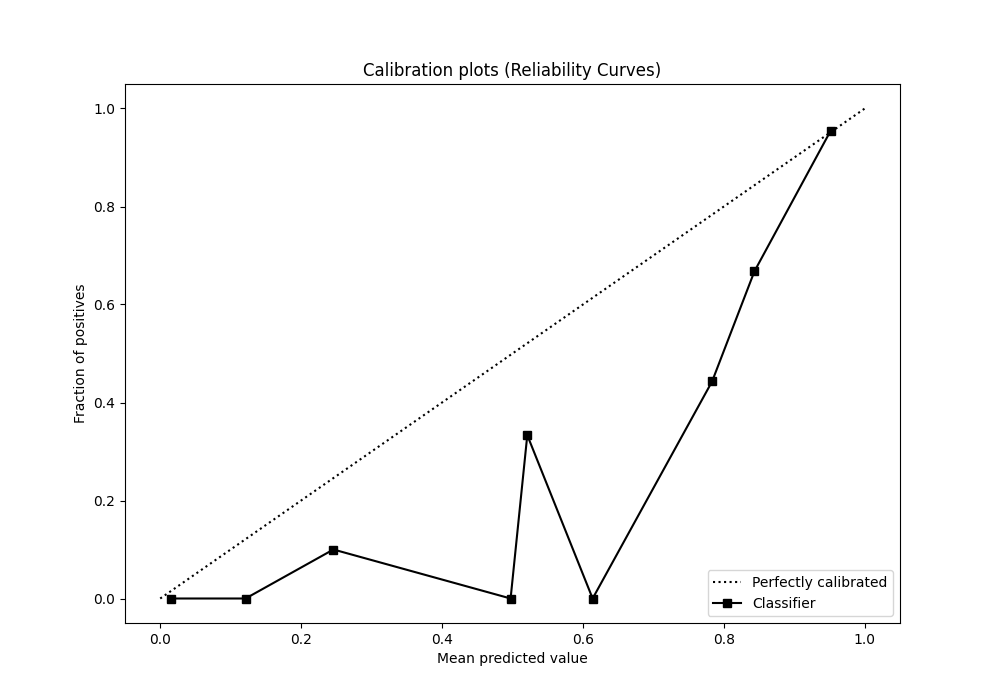 Calibration plots (Reliability Curves)
Fraction of positives
1.0
0.8
0.6
0.4
0.2
0.0
0.0 0.2 0.4 0.6 0.8 1.0
Mean predicted value
Perfectly calibrated
Classifier